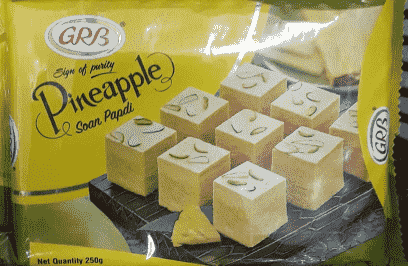 GRB
Sign of purity
Pineapple
Soan Papdi
GRB
Net Quantity 250g